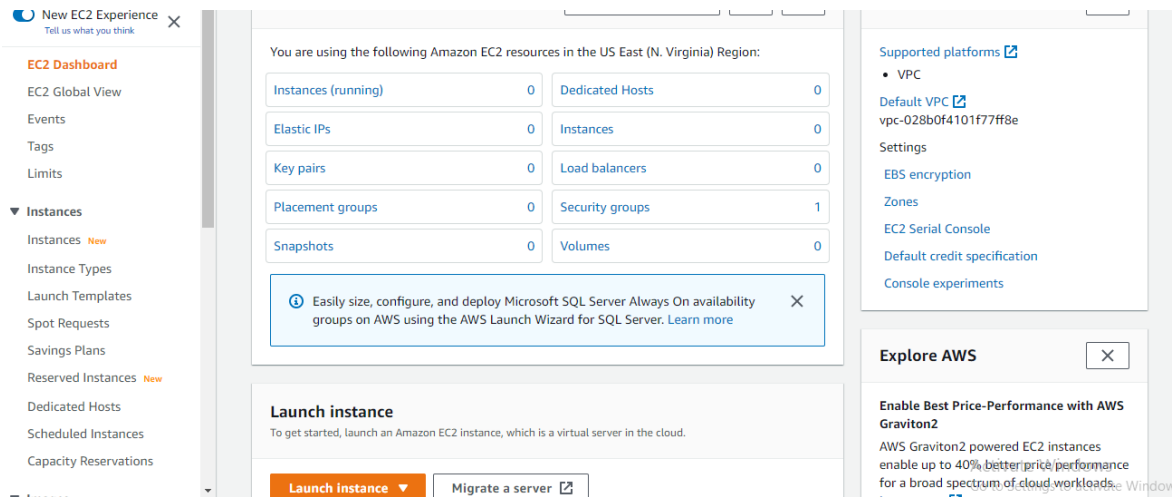 New EC2 Experience
Tell us what you think
EC2 Dashboard
EC2 Global View
Events
Tags
Limits
Instances
Instances New
Instance Types
Launch Templates
Spot Requests
Savings Plans
Reserved Instances New
Dedicated Hosts
Scheduled Instances
Capacity Reservations
You are using the following Amazon EC2 resources in the US East (N. Virginia) Region:
Instances (running) 0
Dedicated Hosts 0
Elastic IPs 0
Instances 0
Key pairs 0
Load balancers 0
Placement groups 0
Security groups 1
Snapshots 0
Volumes 0
Easily size, configure, and deploy Microsoft SQL Server Always On availability
groups on AWS using the AWS Launch Wizard for SQL Server. Learn more
Launch instance
To get started, launch an Amazon EC2 instance, which is a virtual server in the cloud.
Launch instance
Migrate a server
Supported platforms
VPC
Default VPC
vpc-028b0f4101f77ff8e
Settings
EBS encryption
Zones
EC2 Serial Console
Default credit specification
Console experiments
Explore AWS
Enable Best Price-Performance with AWS
Graviton2
AWS Graviton2 powered EC2 instances
enable up to 40% better price performance
for a broad spectrum of cloud workloads.
Activate Windows
Go to Settings to activate Window